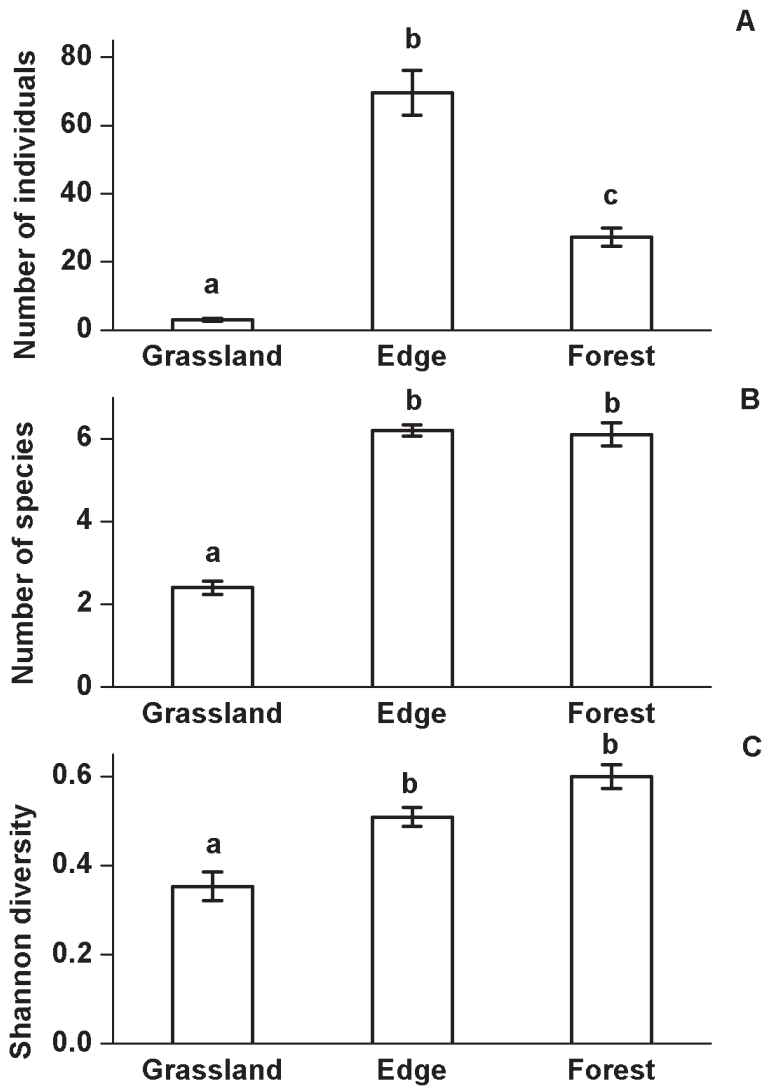 A
Number of individuals
80
60
40
20
0
a
b
c
Grassland Edge Forest
B
Number of species
6
4
2
0
a
b
b
Grassland Edge Forest
C
Shannon diversity
0.6
0.4
0.2
0.0
a
b
b
Grassland Edge Forest